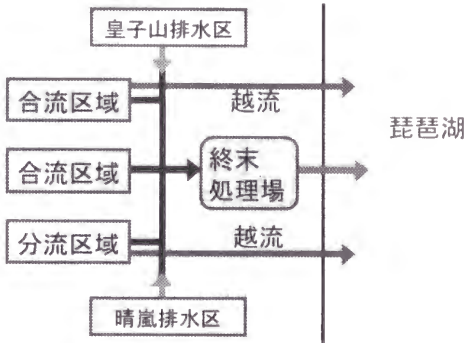 皇子山排水区
合流区域
越流
琵琶湖
合流区域
終末
処理場
分流区域
越流
晴嵐排水区